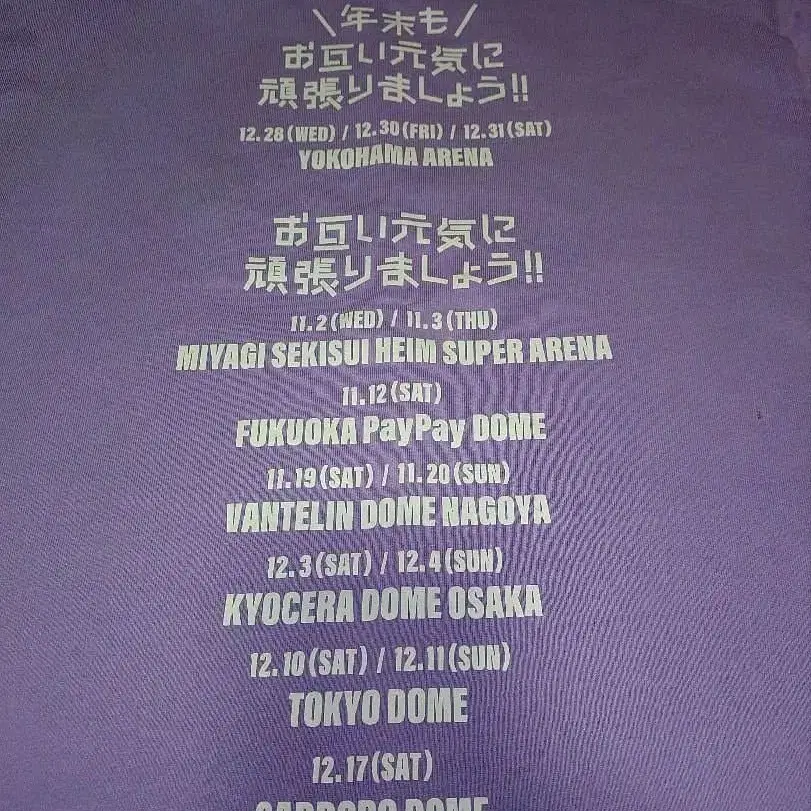 \年末も/
お互い元気に
頑張りましょう!!
12.28(WED) / 12.30(FRI) / 12.31(SAT)
YOKOHAMA ARENA
お互い元気に
頑張りましょう!!
11.2(WED) / 11.3(THU)
MIYAGI SEKISUI HEIM SUPER ARENA
11.12(SAT)
FUKUOKA PayPay DOME
11.19(SAT) / 11.20(SUN)
VANTELIN DOME NAGOYA
12.3(SAT) / 12.4(SUN)
KYOCERA DOME OSAKA
12.10(SAT) / 12.11(SUN)
TOKYO DOME
12.17(SAT)
SAPPORO DOME